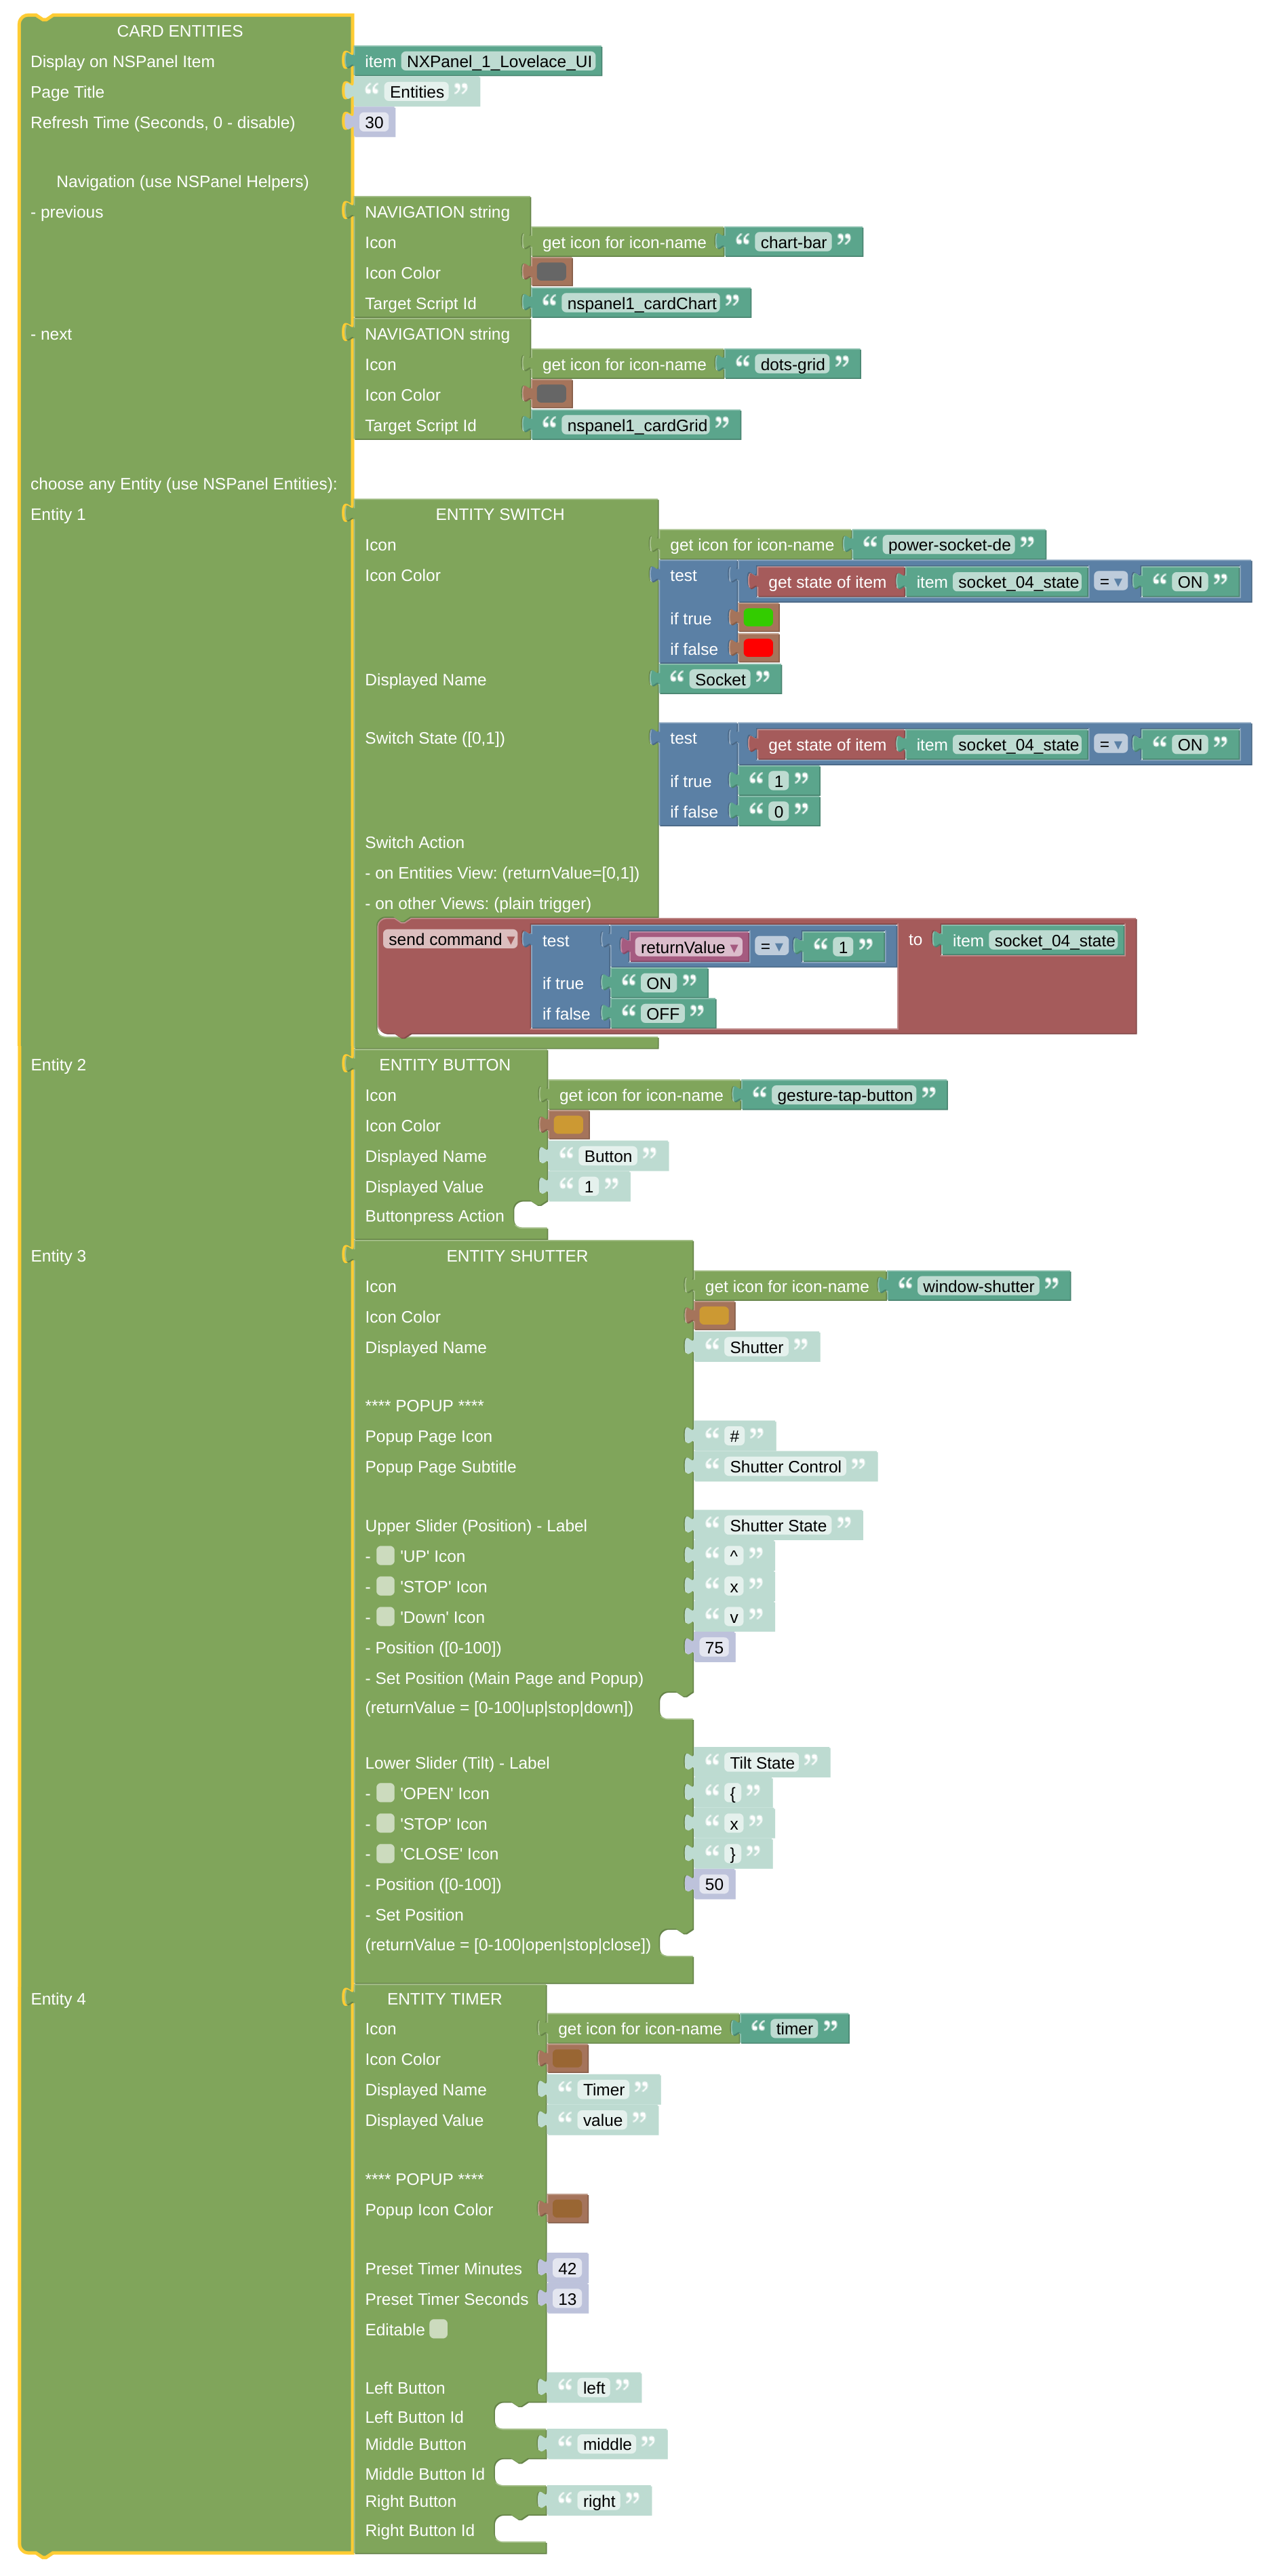 CARD ENTITIES
Display on NSPanel Item item NXPanel_1_Lovelace_UI
Page Title “ Entities ”
Refresh Time (Seconds, 0 - disable) 30
Navigation (use NSPanel Helpers)
- previous NAVIGATION string
Icon get icon for icon-name “ chart-bar ”
Icon Color
Target Script Id “ nspanel1_cardChart ”
- next NAVIGATION string
Icon get icon for icon-name “ dots-grid ”
Icon Color
Target Script Id “ nspanel1_cardGrid ”
choose any Entity (use NSPanel Entities):
Entity 1 ENTITY SWITCH
Icon get icon for icon-name “ power-socket-de ”
Icon Color test get state of item item socket_04_state = ▾ “ ON ”
if true
if false
Displayed Name “ Socket ”
Switch State ([0,1]) test get state of item item socket_04_state = ▾ “ ON ”
if true “ 1 ”
if false “ 0 ”
Switch Action
- on Entities View: (returnValue=[0,1])
- on other Views: (plain trigger)
send command ▾ test returnValue ▾ = ▾ “ 1 ” to item socket_04_state
if true “ ON ”
if false “ OFF ”
Entity 2 ENTITY BUTTON
Icon get icon for icon-name “ gesture-tap-button ”
Icon Color
Displayed Name “ Button ”
Displayed Value “ 1 ”
Buttonpress Action
Entity 3 ENTITY SHUTTER
Icon get icon for icon-name “ window-shutter ”
Icon Color
Displayed Name “ Shutter ”
**** POPUP ****
Popup Page Icon “ # ”
Popup Page Subtitle “ Shutter Control ”
Upper Slider (Position) - Label “ Shutter State ”
- 'UP' Icon “ ^ ”
- 'STOP' Icon “ x ”
- 'Down' Icon “ v ”
- Position ([0-100]) 75
- Set Position (Main Page and Popup)
(returnValue = [0-100|up|stop|down])
Lower Slider (Tilt) - Label “ Tilt State ”
- 'OPEN' Icon “ { ”
- 'STOP' Icon “ x ”
- 'CLOSE' Icon “ } ”
- Position ([0-100]) 50
- Set Position
(returnValue = [0-100|open|stop|close])
Entity 4 ENTITY TIMER
Icon get icon for icon-name “ timer ”
Icon Color
Displayed Name “ Timer ”
Displayed Value “ value ”
**** POPUP ****
Popup Icon Color
Preset Timer Minutes 42
Preset Timer Seconds 13
Editable
Left Button “ left ”
Left Button Id
Middle Button “ middle ”
Middle Button Id
Right Button “ right ”
Right Button Id